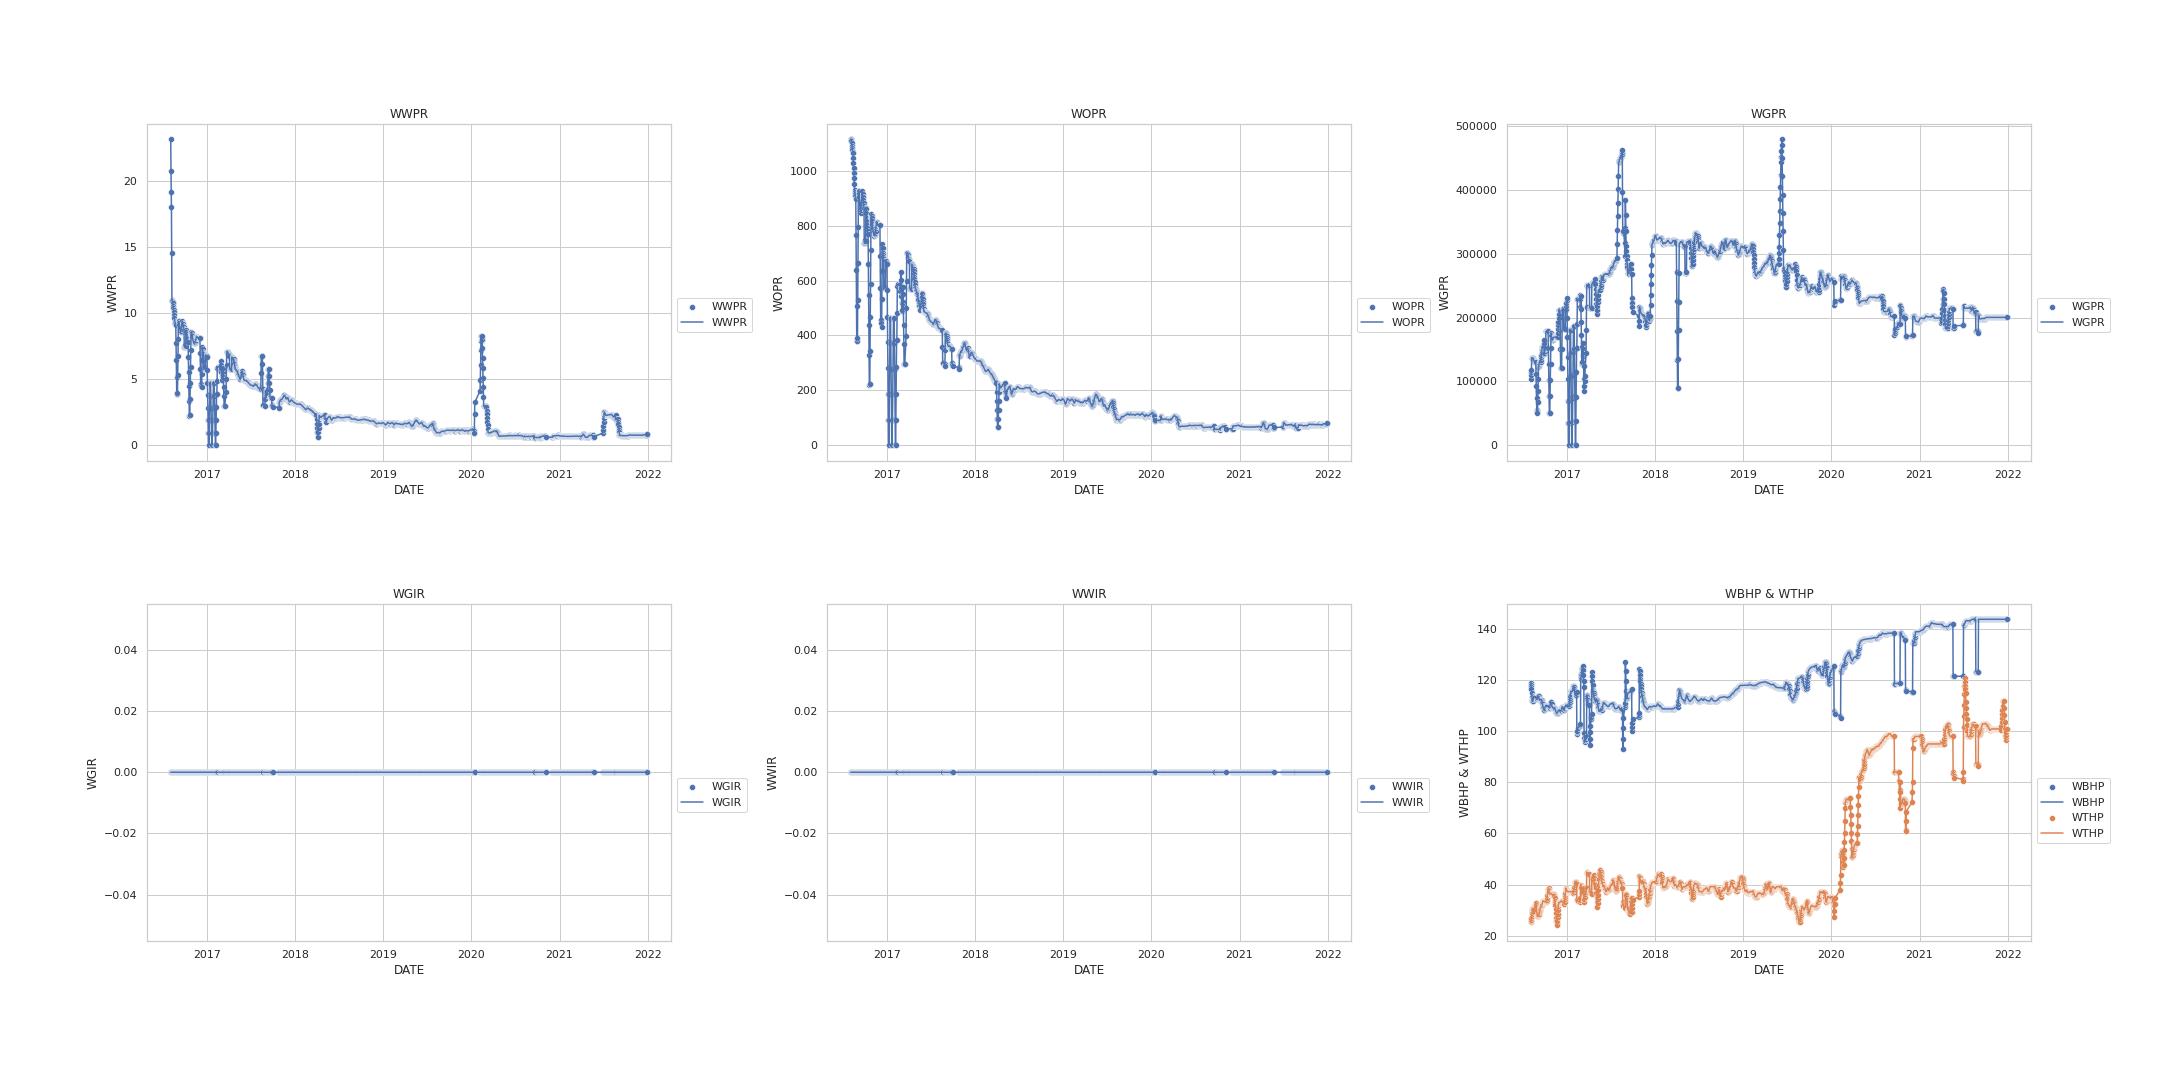 WWPR
20
15
10
5
0
WWPR
2017 2018 2019 2020 2021 2022
DATE
WWPR
WWPR
WOPR
1000
800
600
400
200
0
WOPR
2017 2018 2019 2020 2021 2022
DATE
WOPR
WOPR
WGPR
500000
400000
300000
200000
100000
0
WGPR
2017 2018 2019 2020 2021 2022
DATE
WGPR
WGPR
WGIR
0.04
0.02
0.00
−0.02
−0.04
WGIR
2017 2018 2019 2020 2021 2022
DATE
WGIR
WGIR
WWIR
0.04
0.02
0.00
−0.02
−0.04
WWIR
2017 2018 2019 2020 2021 2022
DATE
WWIR
WWIR
WBHP & WTHP
140
120
100
80
60
40
20
WBHP & WTHP
2017 2018 2019 2020 2021 2022
DATE
WBHP
WBHP
WTHP
WTHP